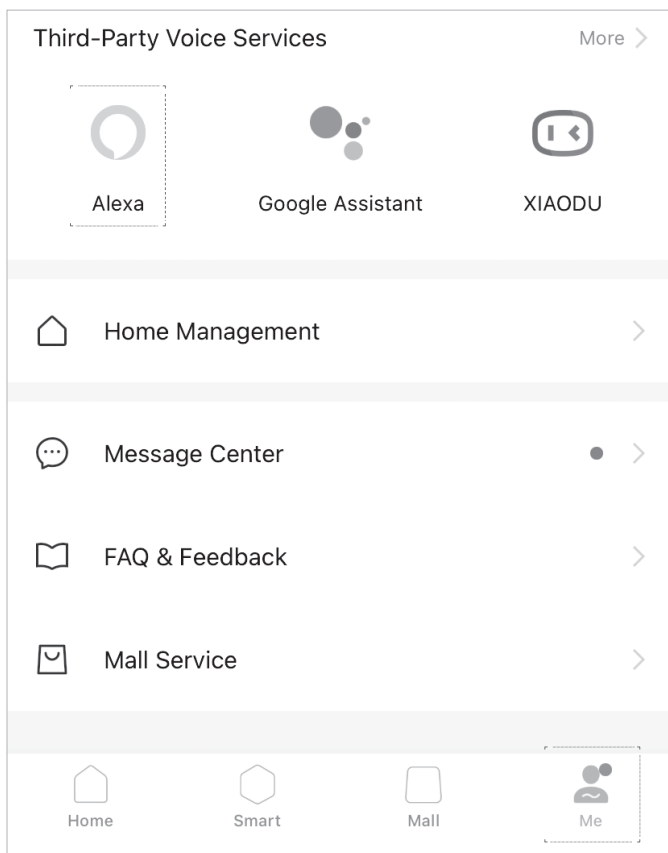 Third-Party Voice Services More
Alexa Google Assistant XIAODU
Home Management
Message Center
FAQ & Feedback
Mall Service
Home Smart Mall Me